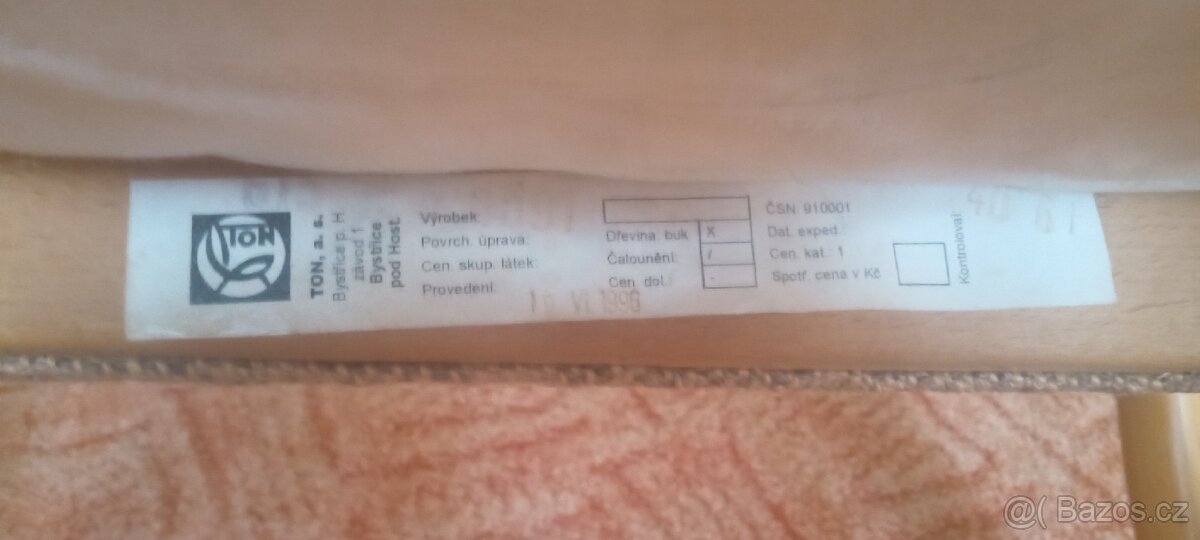 TON
TON, a. s.
Bystřice p. H
závod 1
Bystřice
pod Host.
Výrobek:
Povrch. úprava:
Cen. skup. látek:
Provedení:
VI 1996
Dřevina: buk X
Čalounění: /
Cen. dol.: -
ČSN 910001
Dat. exped.:
Cen. kat.: 1
Spotř. cena v Kč
Kontroloval:
@( Bazos.cz